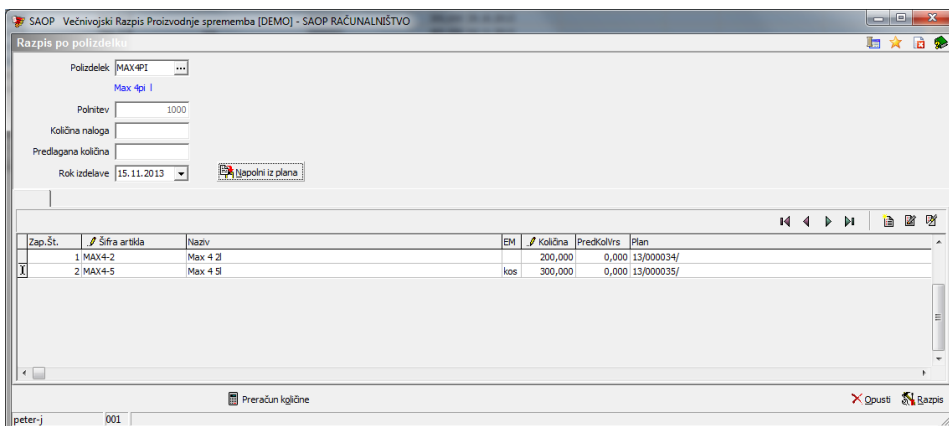 SAOP Večnivojski Razpis Proizvodnje sprememba [DEMO] - SAOP RAČUNALNIŠTVO
Razpis po polizdelku
Polizdelek MAX4PI ...
Max 4pi l
Polnitev 1000
Količina naloga
Predlagana količina
Rok izdelave 15.11.2013 Napolni iz plana
Zap.Št. Šifra artikla Naziv EM Količina PredKolVrs Plan
1 MAX4-2 Max 4 2l 200,000 0,000 13/000034/
2 MAX4-5 Max 4 5l kos 300,000 0,000 13/000035/
Preračun količine Opusti Razpis
peter-j 001